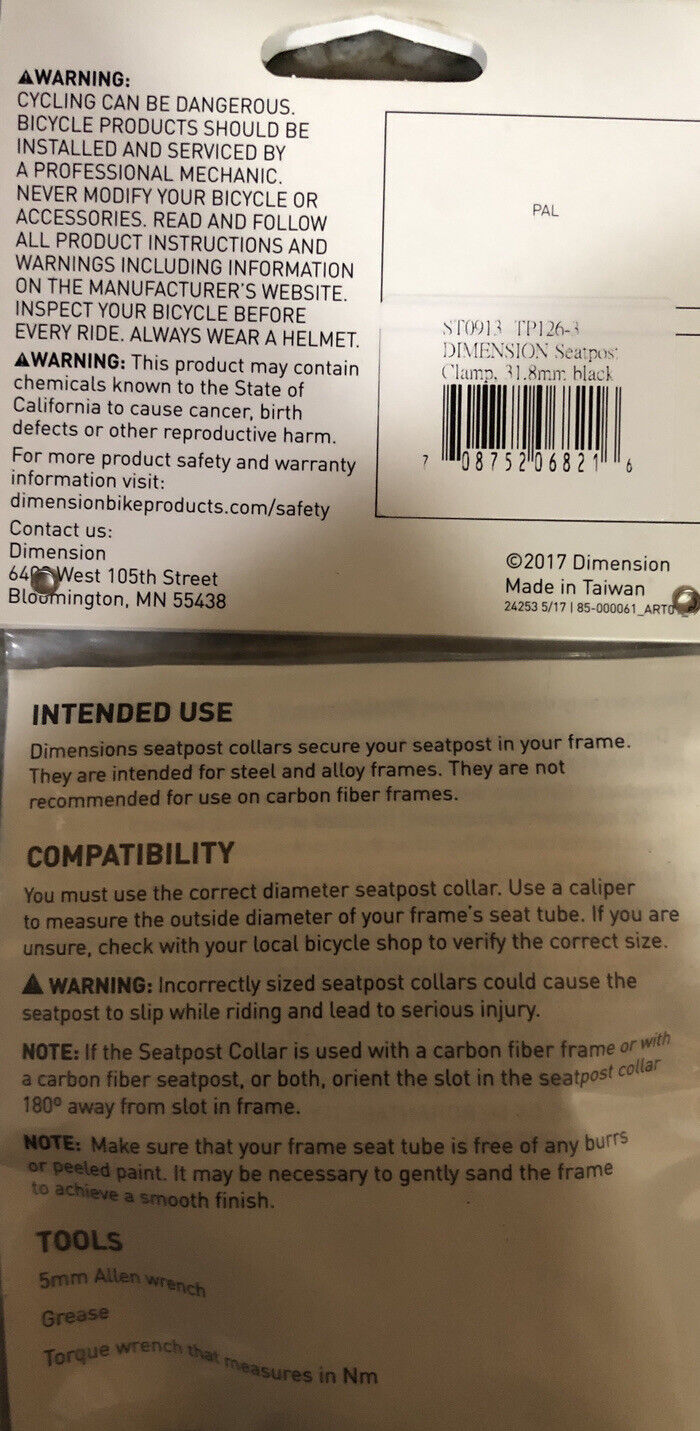 ⚠WARNING:
CYCLING CAN BE DANGEROUS.
BICYCLE PRODUCTS SHOULD BE
INSTALLED AND SERVICED BY
A PROFESSIONAL MECHANIC.
NEVER MODIFY YOUR BICYCLE OR
ACCESSORIES. READ AND FOLLOW
ALL PRODUCT INSTRUCTIONS AND
WARNINGS INCLUDING INFORMATION
ON THE MANUFACTURER'S WEBSITE.
INSPECT YOUR BICYCLE BEFORE
EVERY RIDE. ALWAYS WEAR A HELMET.
⚠WARNING: This product may contain
chemicals known to the State of
California to cause cancer, birth
defects or other reproductive harm.
For more product safety and warranty
information visit:
dimensionbikeproducts.com/safety
Contact us:
Dimension
West 105th Street
Bloomington, MN 55438
PAL
ST0913 TP126-3
DIMENSION Seatpost
Clamp, 31.8mm black
7 08752 06821 6
©2017 Dimension
Made in Taiwan
24253 5/17 | 85-000061_ART0
INTENDED USE
Dimensions seatpost collars secure your seatpost in your frame.
They are intended for steel and alloy frames. They are not
recommended for use on carbon fiber frames.
COMPATIBILITY
You must use the correct diameter seatpost collar. Use a caliper
to measure the outside diameter of your frame's seat tube. If you are
unsure, check with your local bicycle shop to verify the correct size.
⚠ WARNING: Incorrectly sized seatpost collars could cause the
seatpost to slip while riding and lead to serious injury.
NOTE: If the Seatpost Collar is used with a carbon fiber frame or with
a carbon fiber seatpost, or both, orient the slot in the seatpost collar
180º away from slot in frame.
NOTE: Make sure that your frame seat tube is free of any burrs
or peeled paint. It may be necessary to gently sand the frame
to achieve a smooth finish.
TOOLS
5mm Allen wrench
Grease
Torque wrench that measures in Nm